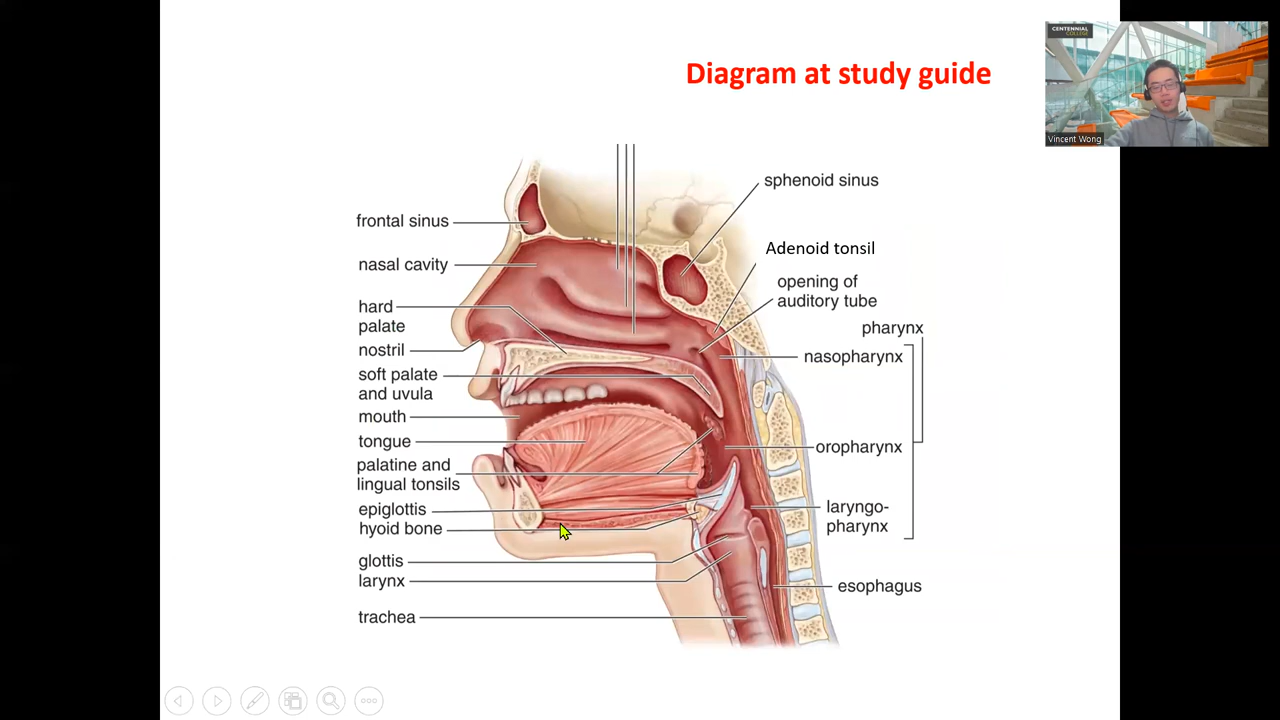 Diagram at study guide
CENTENNIAL
COLLEGE
Vincent Wong
sphenoid sinus
frontal sinus
Adenoid tonsil
nasal cavity
opening of
auditory tube
hard
palate
pharynx
nostril
nasopharynx
soft palate
and uvula
mouth
tongue
oropharynx
palatine and
lingual tonsils
epiglottis
laryngo-
pharynx
hyoid bone
glottis
larynx
esophagus
trachea